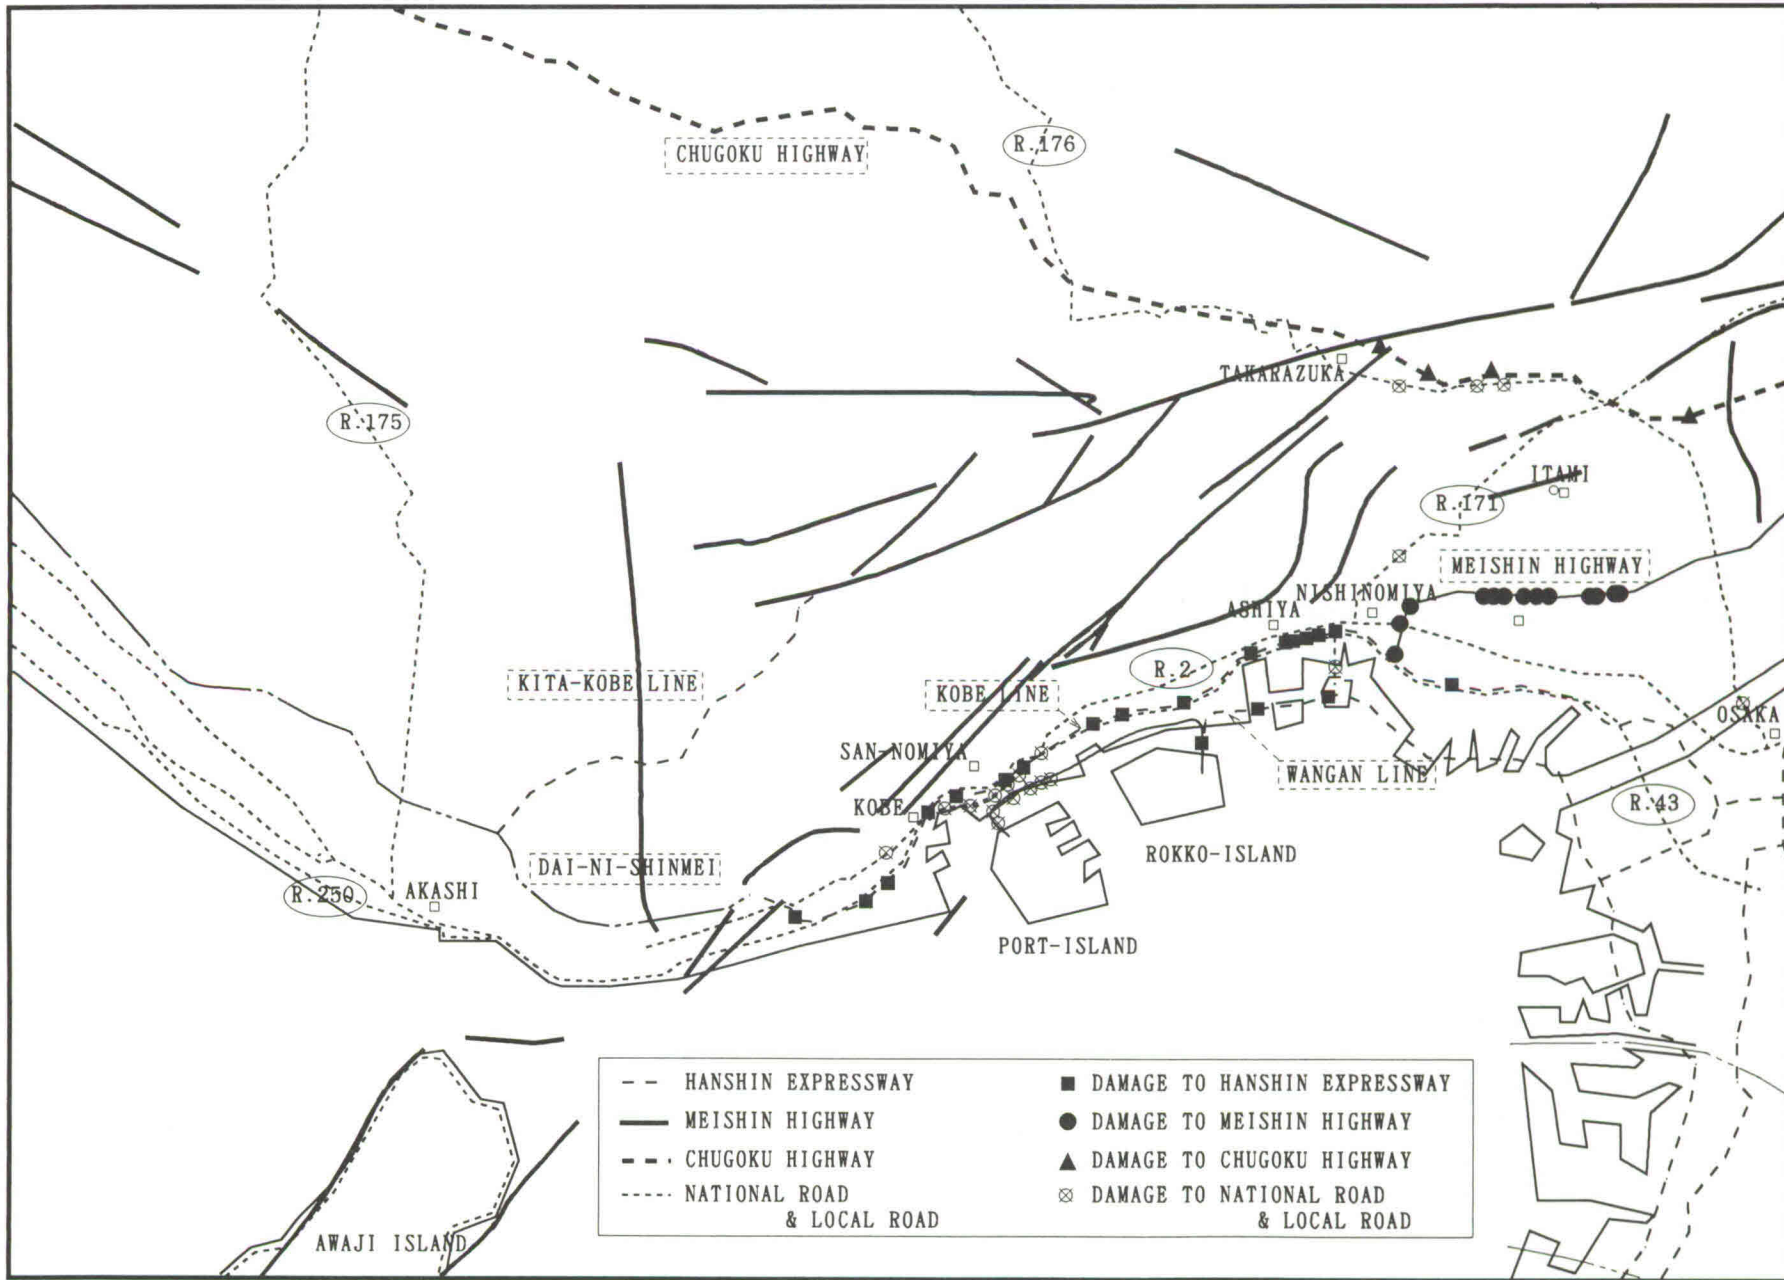 R.176
CHUGOKU HIGHWAY
TAKARAZUKA
R.175
ITAMI
R.171
MEISHIN HIGHWAY
NISHINOMIYA
ASHIYA
R.2
KITA-KOBE LINE
KOBE LINE
OSAKA
SAN-NOMIYA
WANGAN LINE
KOBE
R.43
ROKKO-ISLAND
DAI-NI-SHINMEI
R.250
AKASHI
PORT-ISLAND
AWAJI ISLAND
HANSHIN EXPRESSWAY
MEISHIN HIGHWAY
CHUGOKU HIGHWAY
NATIONAL ROAD
& LOCAL ROAD
DAMAGE TO HANSHIN EXPRESSWAY
DAMAGE TO MEISHIN HIGHWAY
DAMAGE TO CHUGOKU HIGHWAY
DAMAGE TO NATIONAL ROAD
& LOCAL ROAD